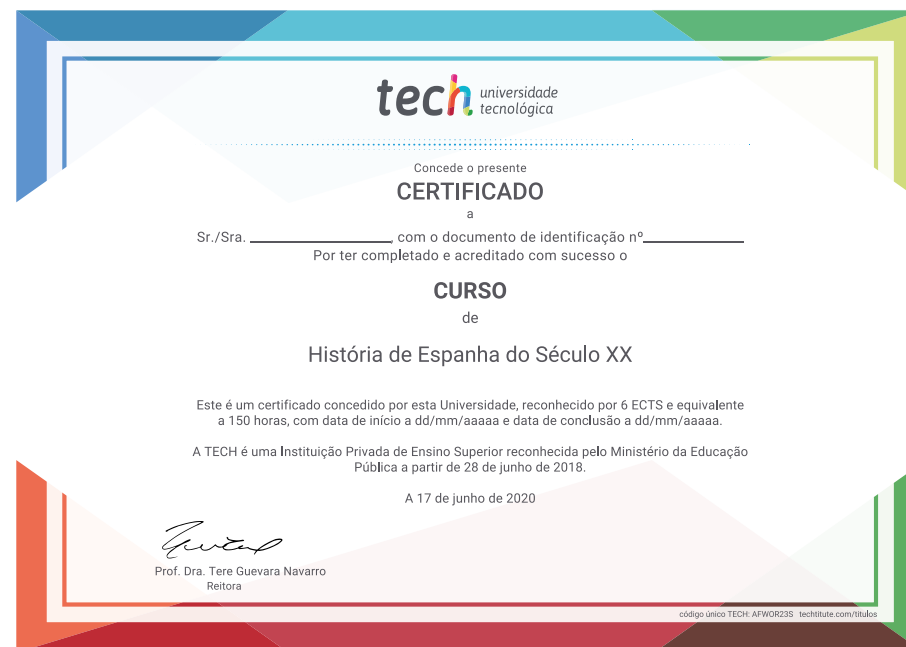 tech universidade
tecnológica
Concede o presente
CERTIFICADO
a
Sr./Sra. ____________________, com o documento de identificação nº______________
Por ter completado e acreditado com sucesso o
CURSO
de
História de Espanha do Século XX
Este é um certificado concedido por esta Universidade, reconhecido por 6 ECTS e equivalente
a 150 horas, com data de início a dd/mm/aaaaa e data de conclusão a dd/mm/aaaaa.
A TECH é uma Instituição Privada de Ensino Superior reconhecida pelo Ministério da Educação
Pública a partir de 28 de junho de 2018.
A 17 de junho de 2020
Prof. Dra. Tere Guevara Navarro
Reitora
código único TECH: AFWOR23S techtitute.com/titulos